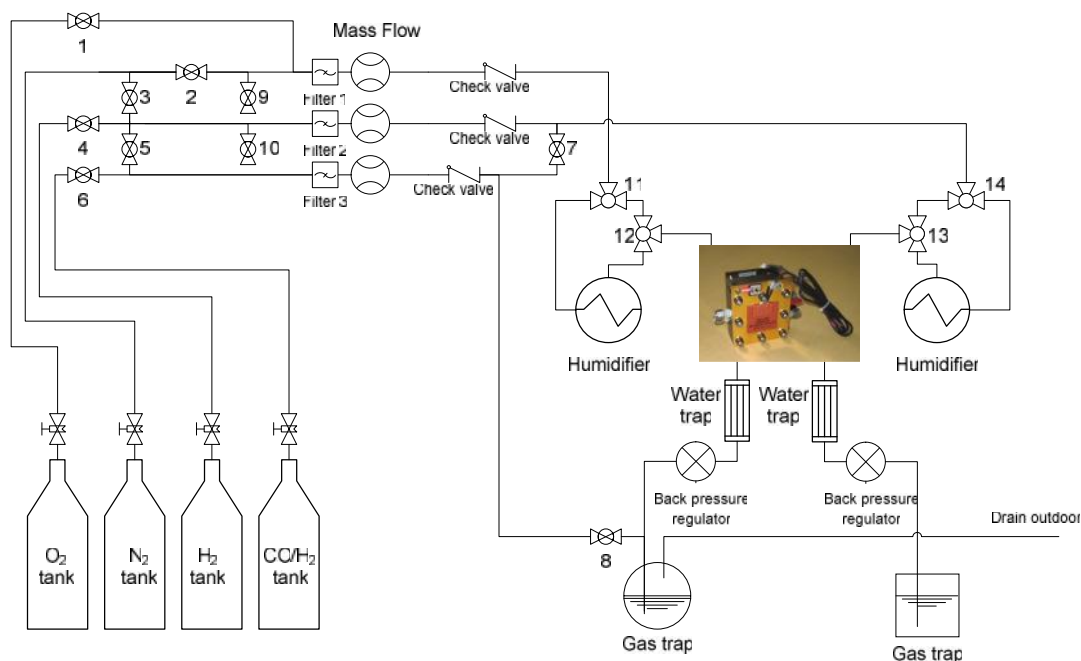 Mass Flow
1
3
2
9
Filter 1
Check valve
4
5
10
Filter 2
Check valve
7
6
Filter 3
Check valve
11
14
12
13
Humidifier
Humidifier
Water
trap
Water
trap
Back pressure
regulator
Back pressure
regulator
Drain outdoor
8
O₂
tank
N₂
tank
H₂
tank
CO/H₂
tank
Gas trap
Gas trap